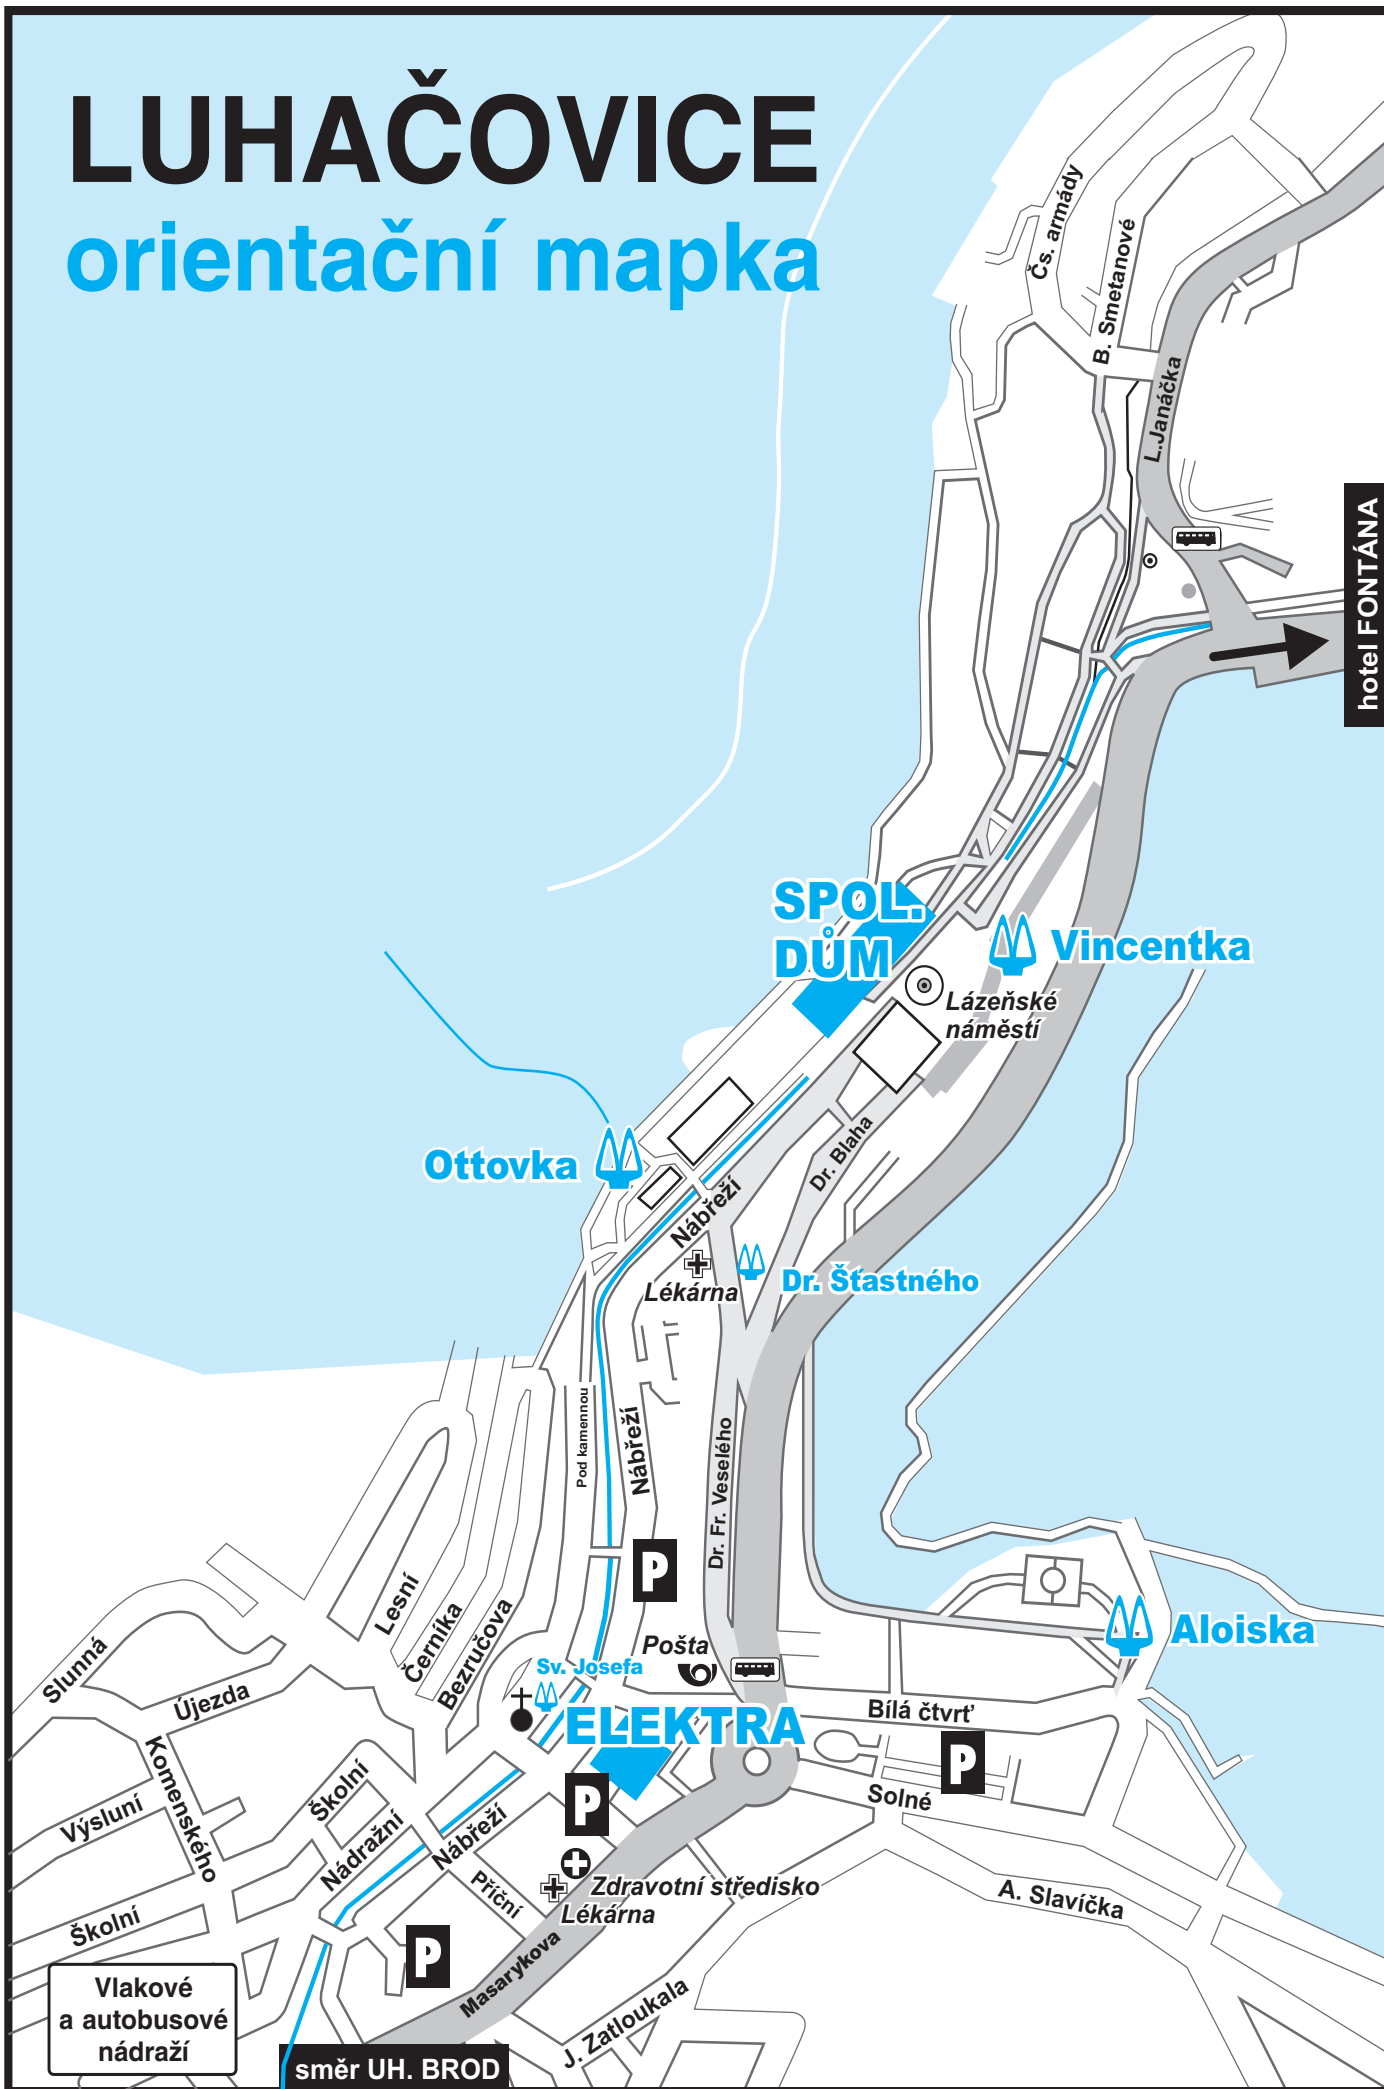 LUHAČOVICE
orientační mapka
Čs. armády
B. Smetanové
L.Janáčka
hotel FONTÁNA
SPOL.
DŮM
Vincentka
Lázeňské
náměstí
Ottovka
Dr. Blaha
Nábřeží
Lékárna
Dr. Šťastného
Pod kamennou
Nábřeží
Dr. Fr. Veselého
P
Lesní
Černíka
Bezručova
Slunná
Újezda
Pošta
Sv. Josefa
ELEKTRA
Aloiska
Bílá čtvrť
P
Solné
Komenského
Výsluní
Školní
Nádražní
Nábřeží
P
Příční
Zdravotní středisko
Lékárna
A. Slavíčka
Školní
P
Masarykova
J. Zatloukala
Vlakové
a autobusové
nádraží
směr UH. BROD